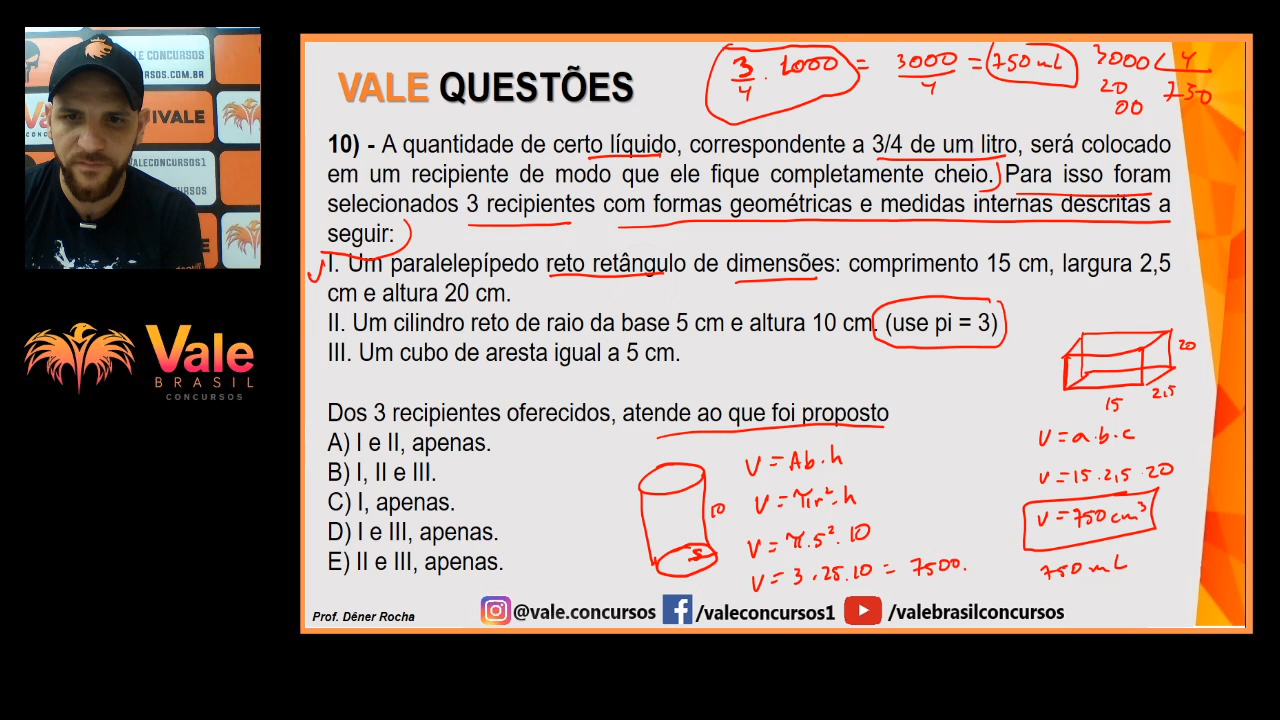 VALE CONCURSOS
CURSOS.COM.BR
IVALE
VALECONCURSOS1
Vale
BRASIL
CONCURSOS
VALE QUESTÕES
3/4 . 1000 = 3000/4 = 750 mL
3000 4
20 750
00
10) - A quantidade de certo líquido, correspondente a 3/4 de um litro, será colocado
em um recipiente de modo que ele fique completamente cheio. Para isso foram
selecionados 3 recipientes com formas geométricas e medidas internas descritas a
seguir:
I. Um paralelepípedo reto retângulo de dimensões: comprimento 15 cm, largura 2,5
cm e altura 20 cm.
II. Um cilindro reto de raio da base 5 cm e altura 10 cm. (use pi = 3)
III. Um cubo de aresta igual a 5 cm.
Dos 3 recipientes oferecidos, atende ao que foi proposto
A) I e II, apenas.
B) I, II e III.
C) I, apenas.
D) I e III, apenas.
E) II e III, apenas.
10
5
V = Ab.h
V = πr².h
V = π.5².10
V = 3.25.10 = 7500.
20
2,5
15
V = a.b.c
V = 15.2,5.20
V = 750 cm³
750 mL
Prof. Dêner Rocha
@vale.concursos /valeconcursos1 /valebrasilconcursos